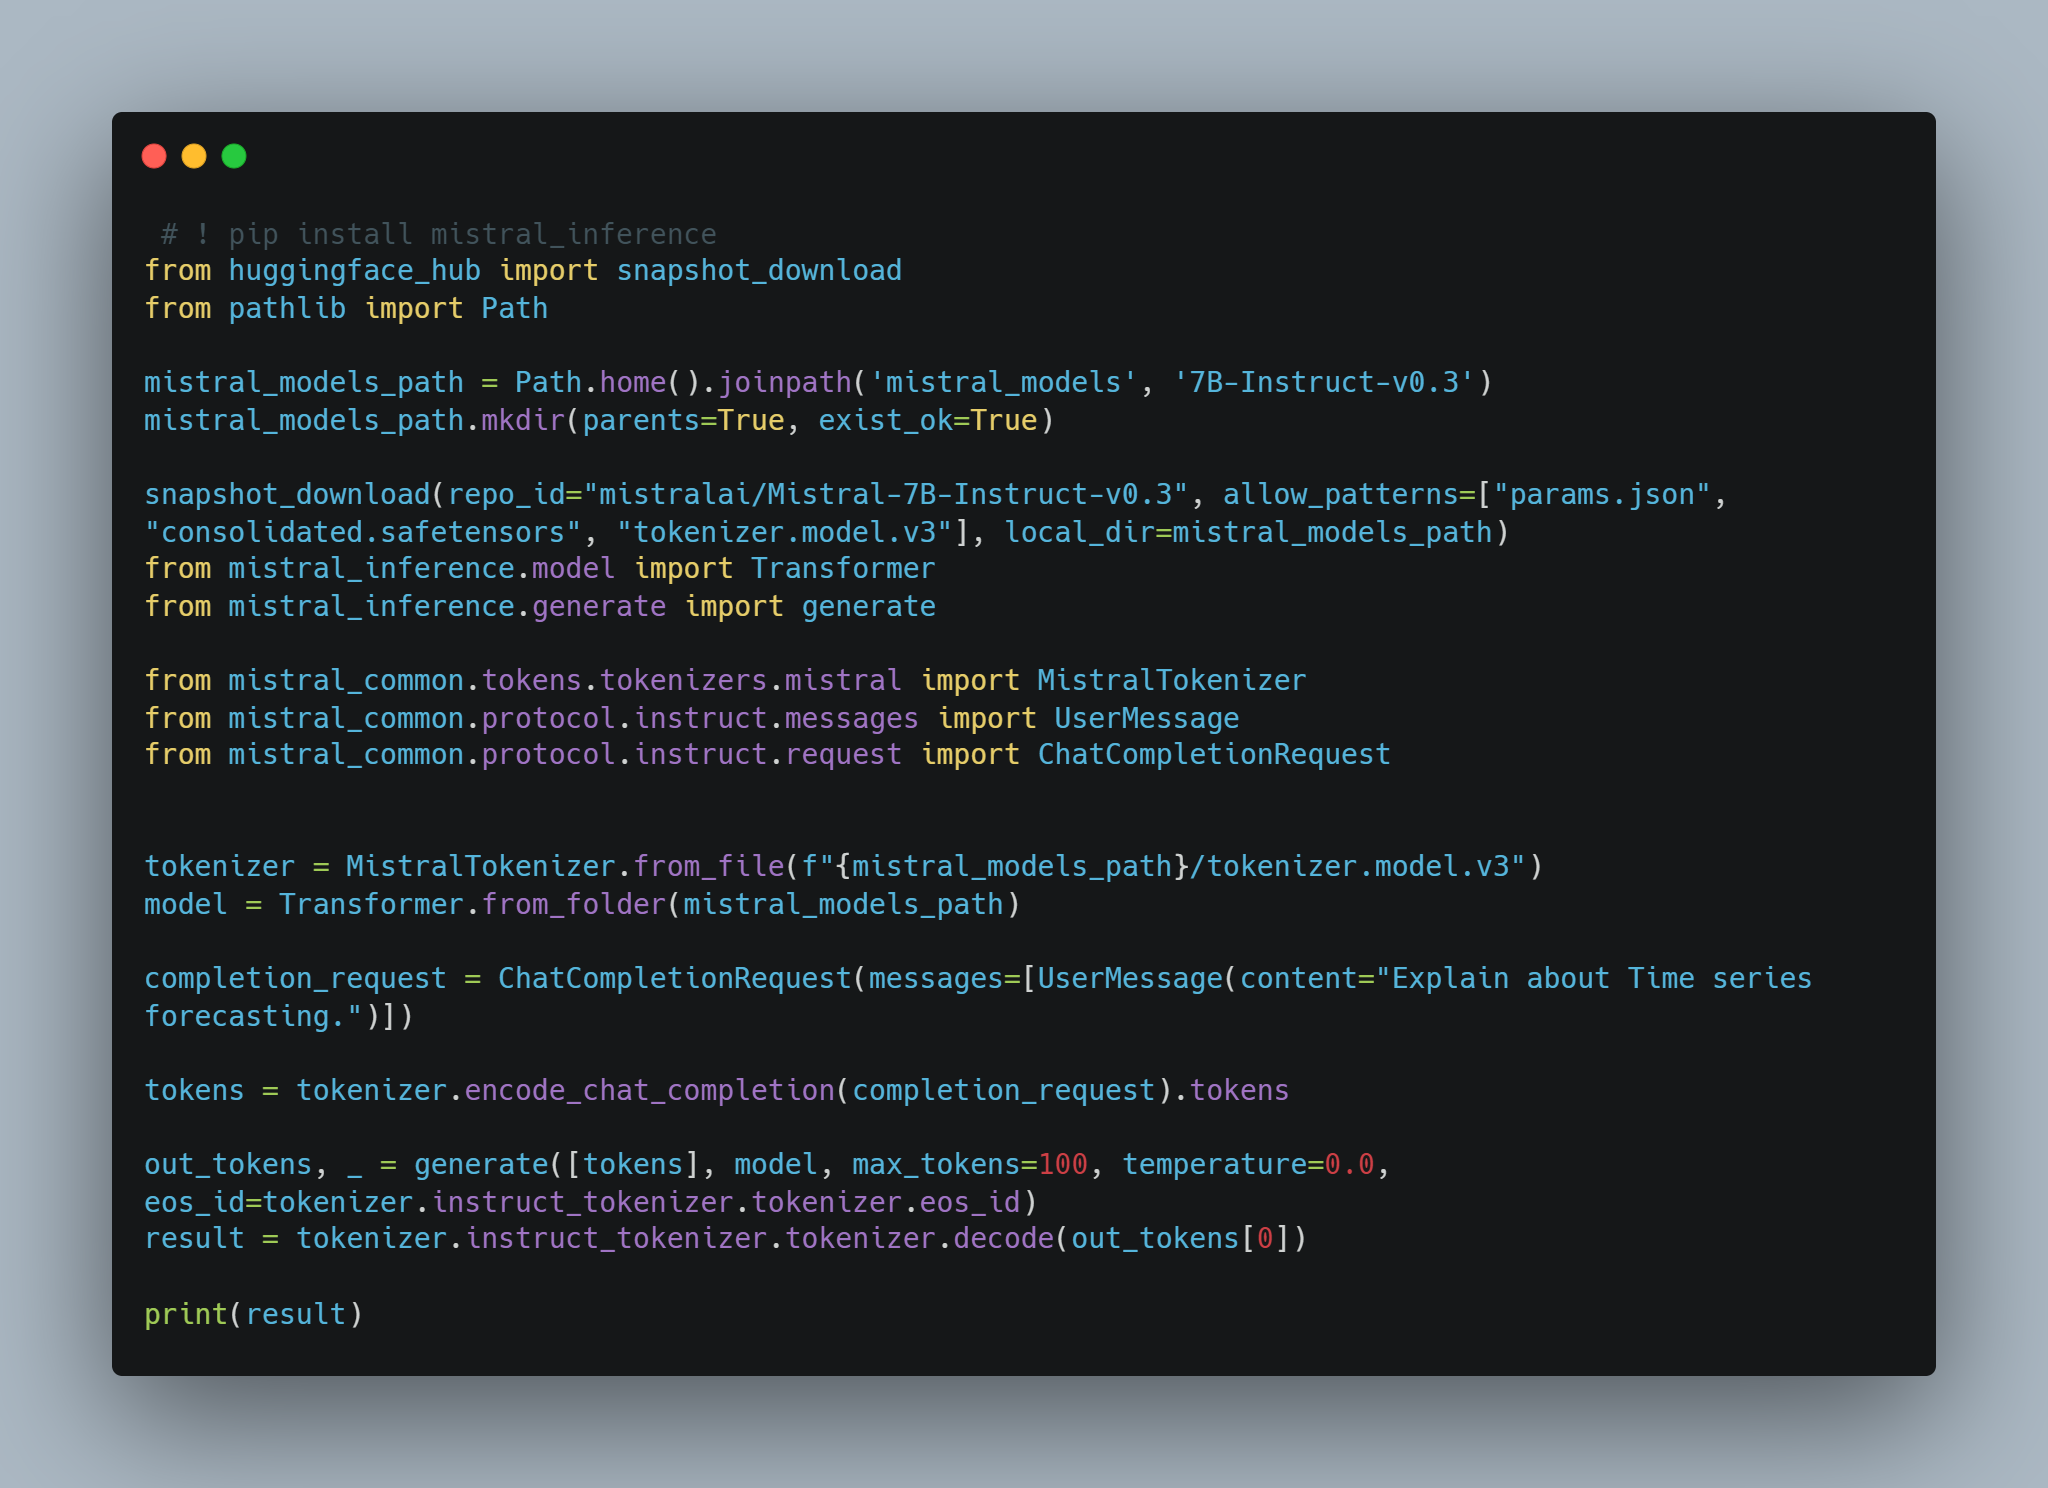 # ! pip install mistral_inference
from huggingface_hub import snapshot_download
from pathlib import Path
mistral_models_path = Path.home().joinpath('mistral_models', '7B-Instruct-v0.3')
mistral_models_path.mkdir(parents=True, exist_ok=True)
snapshot_download(repo_id="mistralai/Mistral-7B-Instruct-v0.3", allow_patterns=["params.json",
"consolidated.safetensors", "tokenizer.model.v3"], local_dir=mistral_models_path)
from mistral_inference.model import Transformer
from mistral_inference.generate import generate
from mistral_common.tokens.tokenizers.mistral import MistralTokenizer
from mistral_common.protocol.instruct.messages import UserMessage
from mistral_common.protocol.instruct.request import ChatCompletionRequest
tokenizer = MistralTokenizer.from_file(f"{mistral_models_path}/tokenizer.model.v3")
model = Transformer.from_folder(mistral_models_path)
completion_request = ChatCompletionRequest(messages=[UserMessage(content="Explain about Time series
forecasting.")])
tokens = tokenizer.encode_chat_completion(completion_request).tokens
out_tokens, _ = generate([tokens], model, max_tokens=100, temperature=0.0,
eos_id=tokenizer.instruct_tokenizer.tokenizer.eos_id)
result = tokenizer.instruct_tokenizer.tokenizer.decode(out_tokens[0])
print(result)